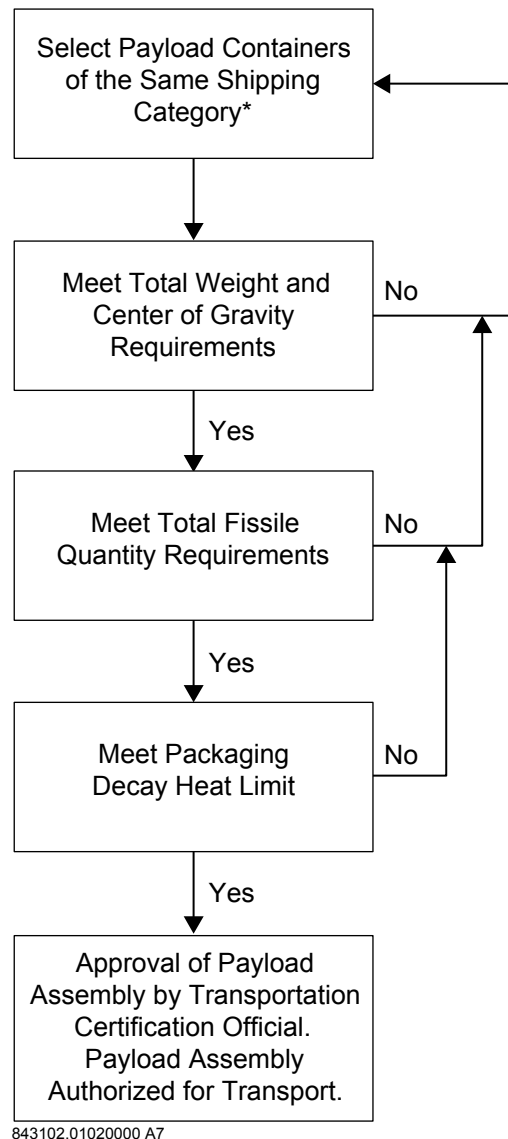 Select Payload Containers
of the Same Shipping
Category*
Meet Total Weight and
Center of Gravity
Requirements
No
Yes
Meet Total Fissile
Quantity Requirements
No
Yes
Meet Packaging
Decay Heat Limit
No
Yes
Approval of Payload
Assembly by Transportation
Certification Official.
Payload Assembly
Authorized for Transport.
843102.01020000 A7